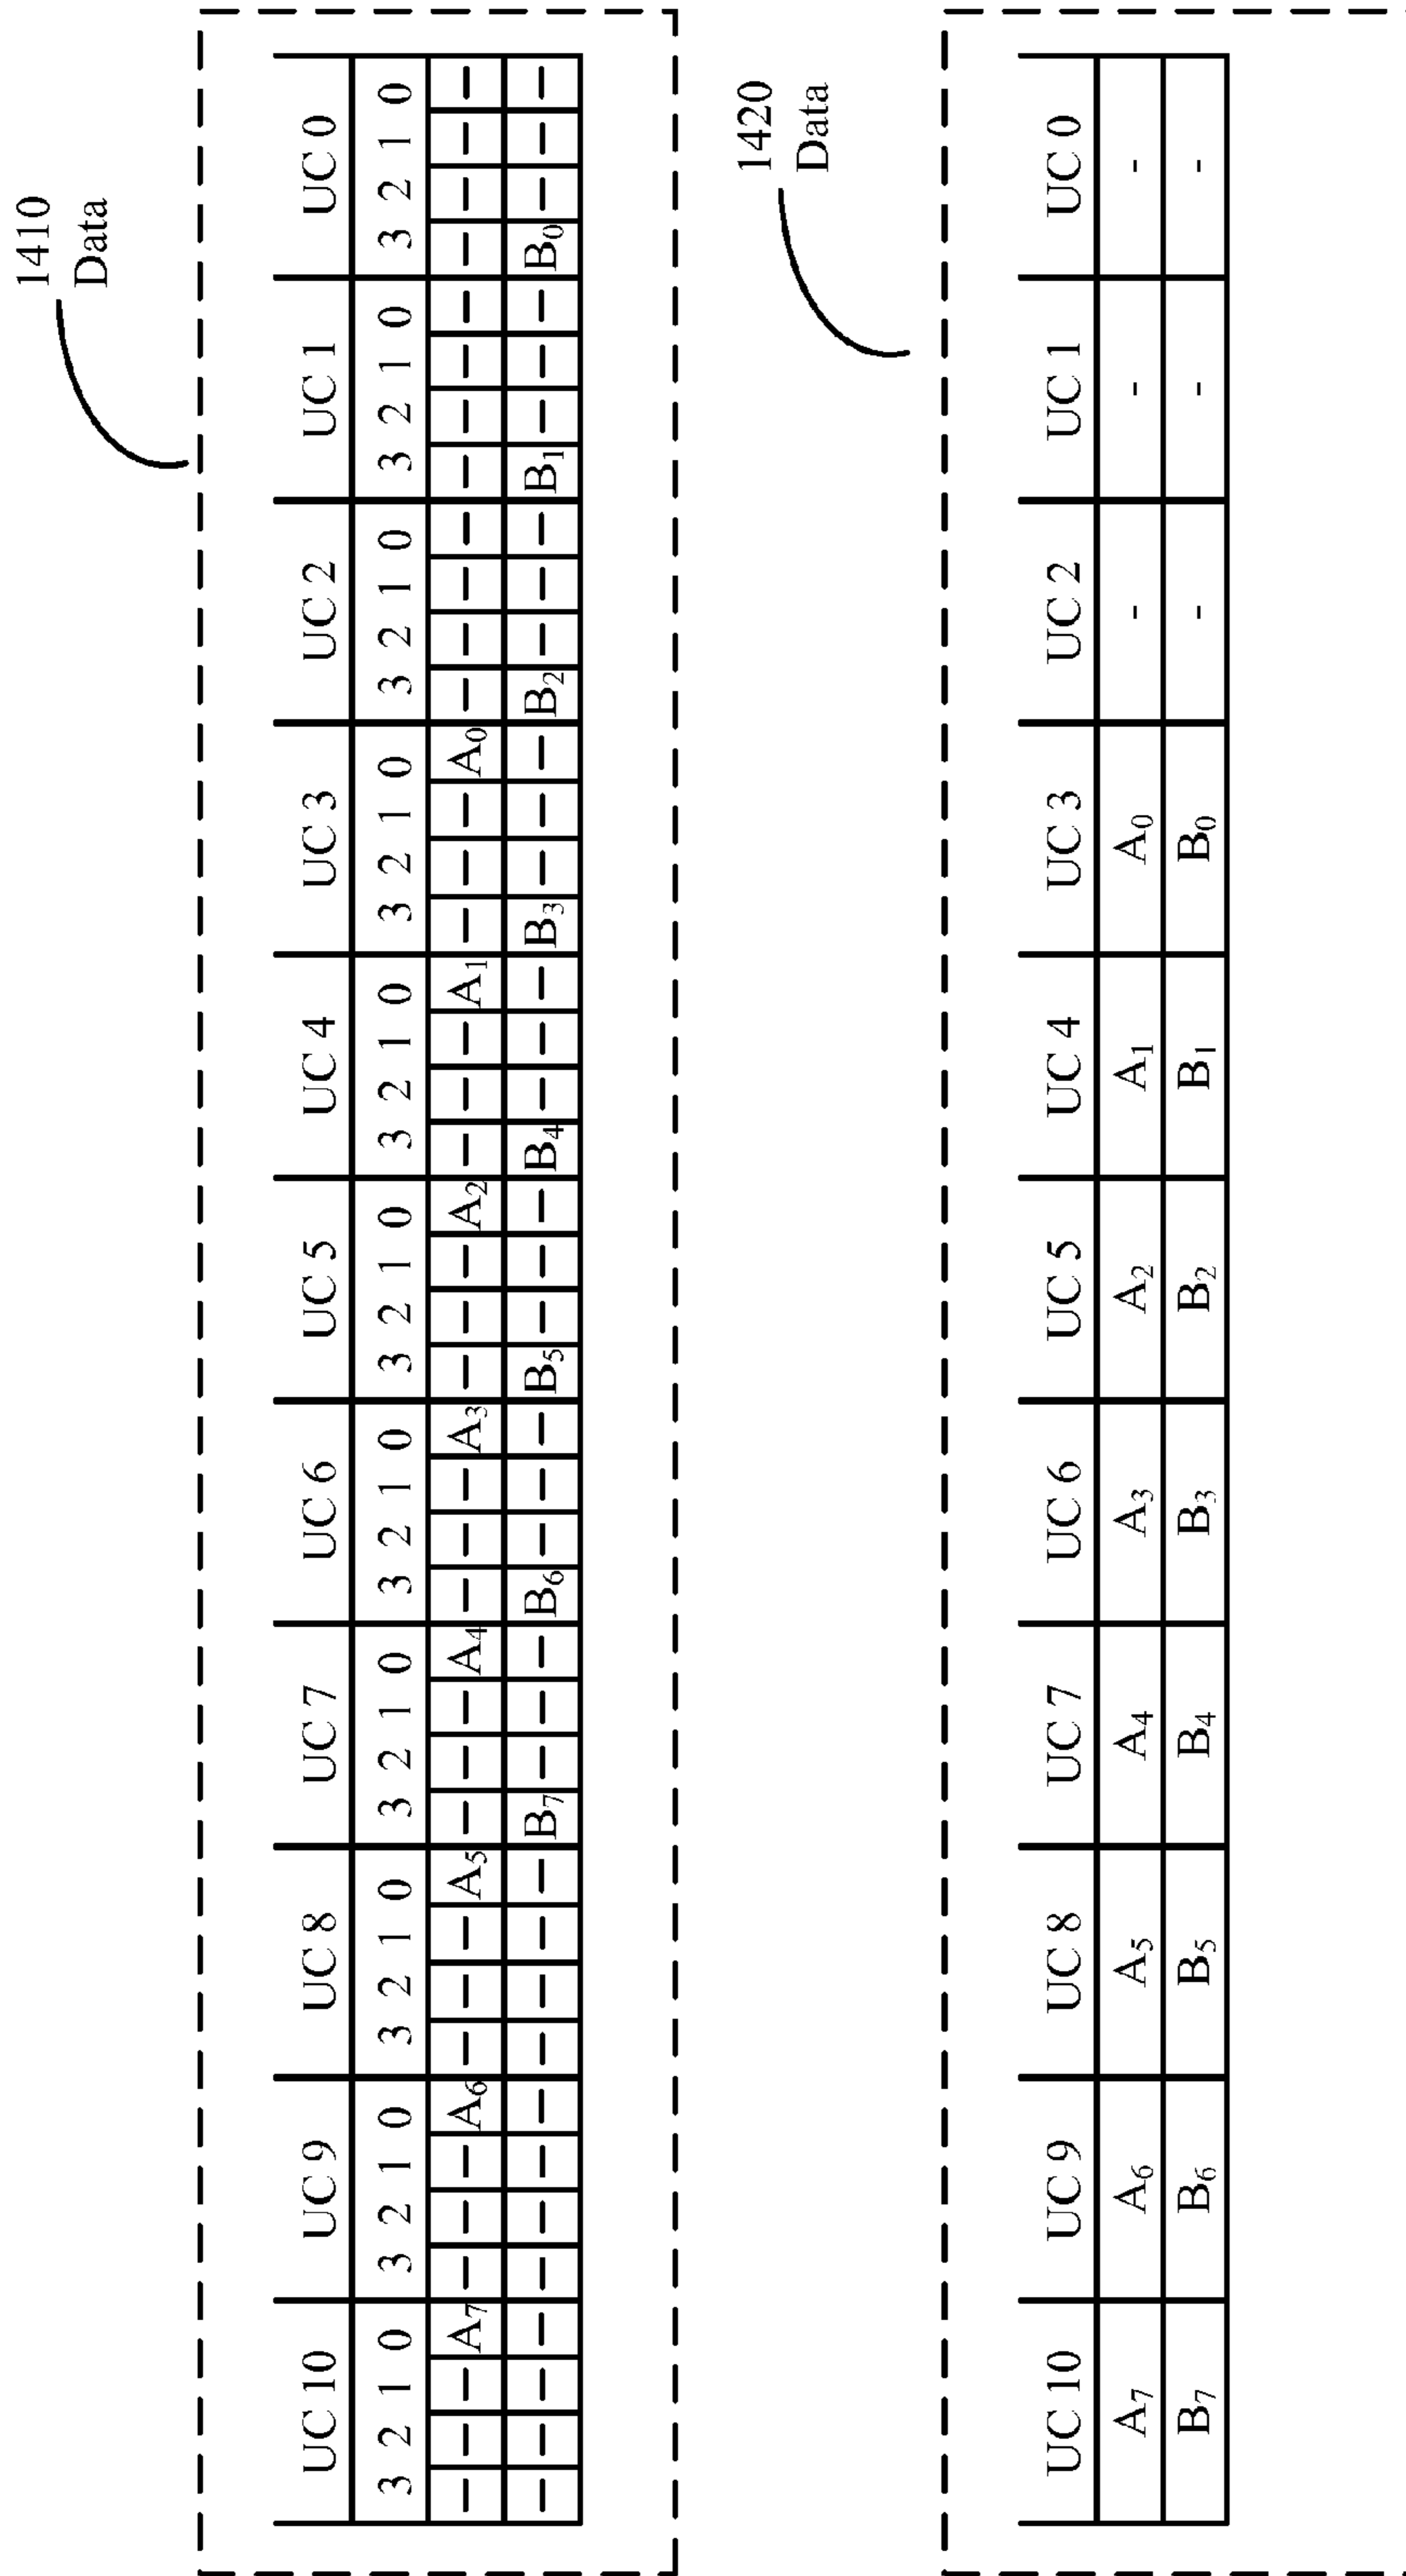 1410
Data
UC 10 UC 9 UC 8 UC 7 UC 6 UC 5 UC 4 UC 3 UC 2 UC 1 UC 0
3 2 1 0 3 2 1 0 3 2 1 0 3 2 1 0 3 2 1 0 3 2 1 0 3 2 1 0 3 2 1 0 3 2 1 0 3 2 1 0 3 2 1 0
— — — A₇ — — — A₆ — — — A₅ — — — A₄ — — — A₃ — — — A₂ — — — A₁ — — — A₀ — — — — — — — — — — — —
— — — — — — — — — — — — B₇ — — — B₆ — — — B₅ — — — B₄ — — — B₃ — — — B₂ — — — B₁ — — — B₀ — — —
1420
Data
UC 10 UC 9 UC 8 UC 7 UC 6 UC 5 UC 4 UC 3 UC 2 UC 1 UC 0
A₇ A₆ A₅ A₄ A₃ A₂ A₁ A₀ - - -
B₇ B₆ B₅ B₄ B₃ B₂ B₁ B₀ - - -